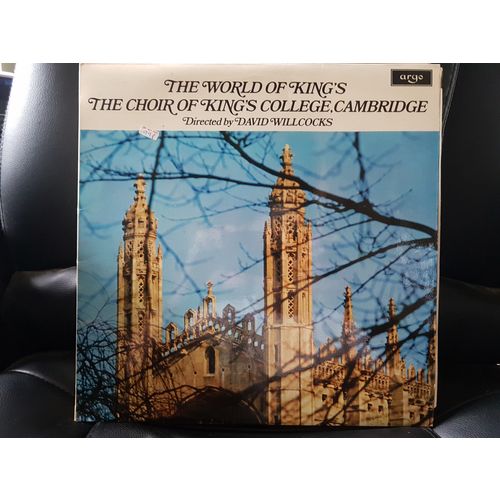 argo
THE WORLD OF KING'S
THE CHOIR OF KING'S COLLEGE, CAMBRIDGE
Directed by DAVID WILLCOCKS